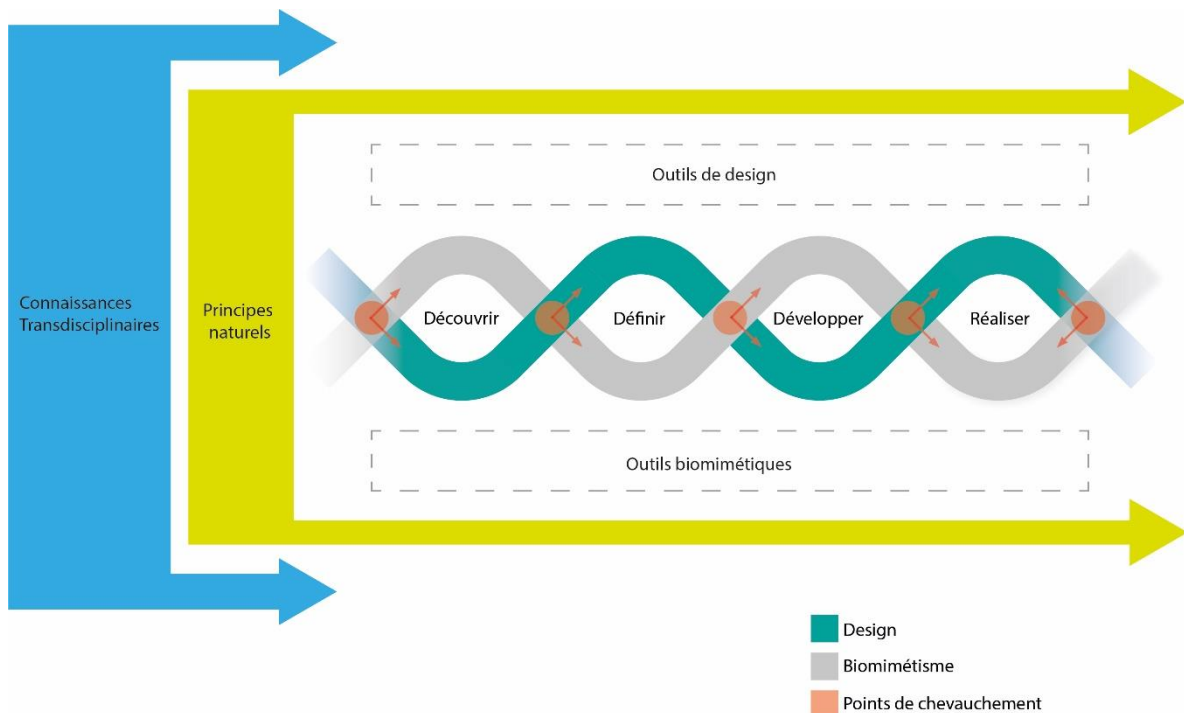 Outils de design
Connaissances
Transdisciplinaires
Principes
naturels
Découvrir
Définir
Développer
Réaliser
Outils biomimétiques
Design
Biomimétisme
Points de chevauchement